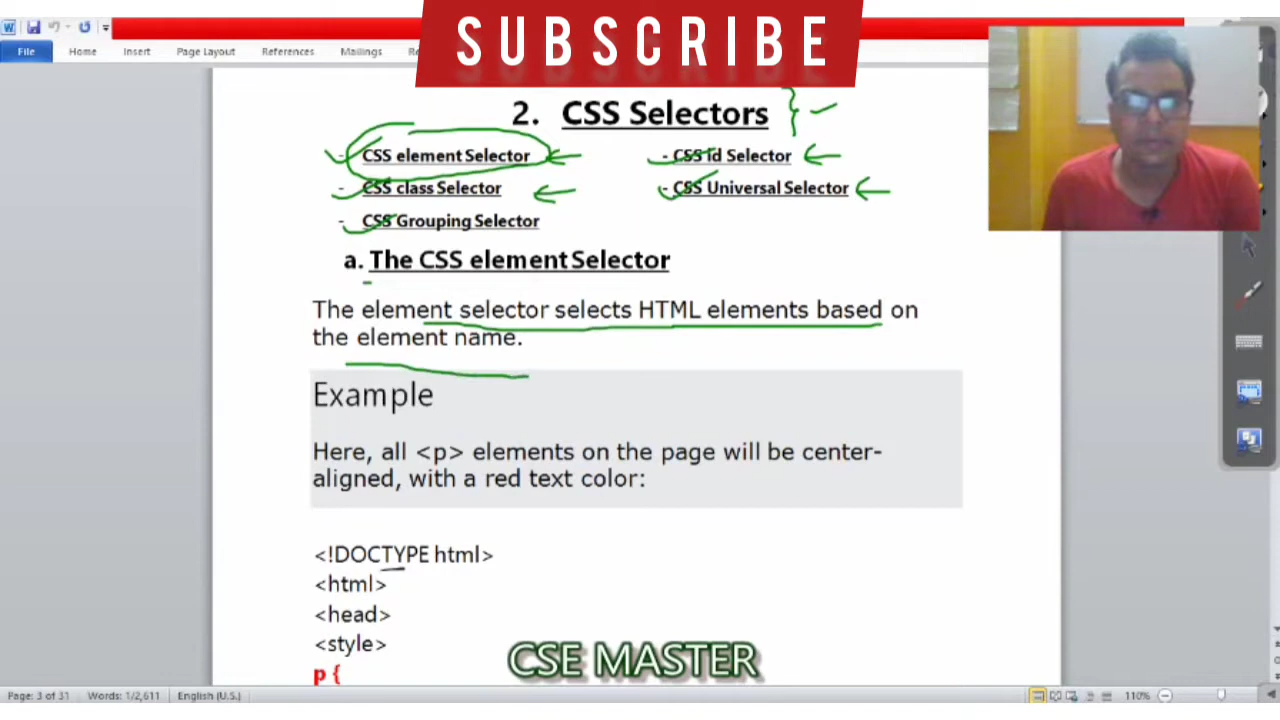 SUBSCRIBE
File Home Insert Page Layout References Mailings
2. CSS Selectors
- CSS element Selector - CSS id Selector
- CSS class Selector - CSS Universal Selector
- CSS Grouping Selector
a. The CSS element Selector
The element selector selects HTML elements based on
the element name.
Example
Here, all <p> elements on the page will be center-
aligned, with a red text color:
<!DOCTYPE html>
<html>
<head>
<style>
p {
CSE MASTER
Page: 3 of 31 Words: 1/2,611 English (U.S.) 110%